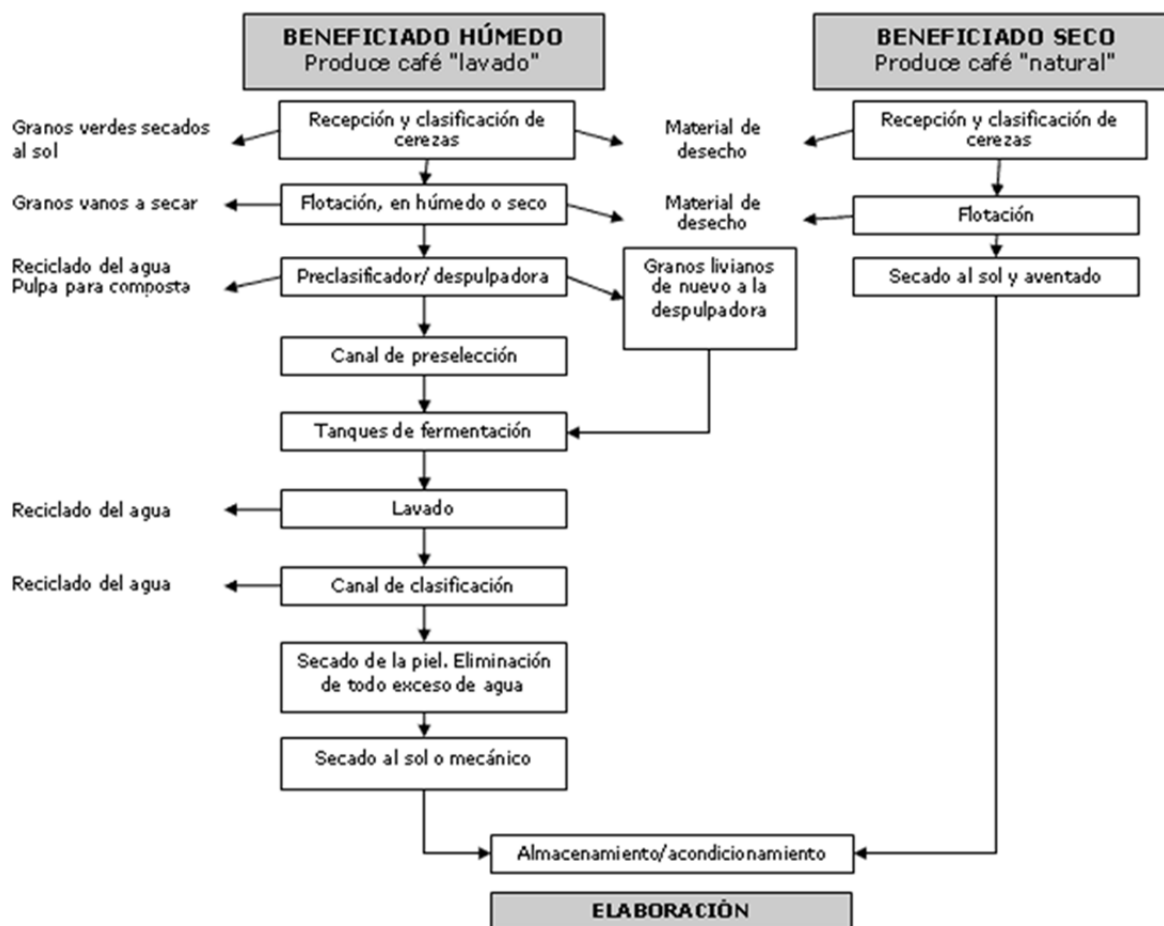 BENEFICIADO HÚMEDO
Produce café "lavado"
BENEFICIADO SECO
Produce café "natural"
Granos verdes secados
al sol
Recepción y clasificación de
cerezas
Material de
desecho
Recepción y clasificación de
cerezas
Granos vanos a secar
Flotación, en húmedo o seco
Material de
desecho
Flotación
Reciclado del agua
Pulpa para composta
Preclasificador/ despulpadora
Granos livianos
de nuevo a la
despulpadora
Secado al sol y aventado
Canal de preselección
Tanques de fermentación
Reciclado del agua
Lavado
Reciclado del agua
Canal de clasificación
Secado de la piel. Eliminación
de todo exceso de agua
Secado al sol o mecánico
Almacenamiento/acondicionamiento
ELABORACIÓN